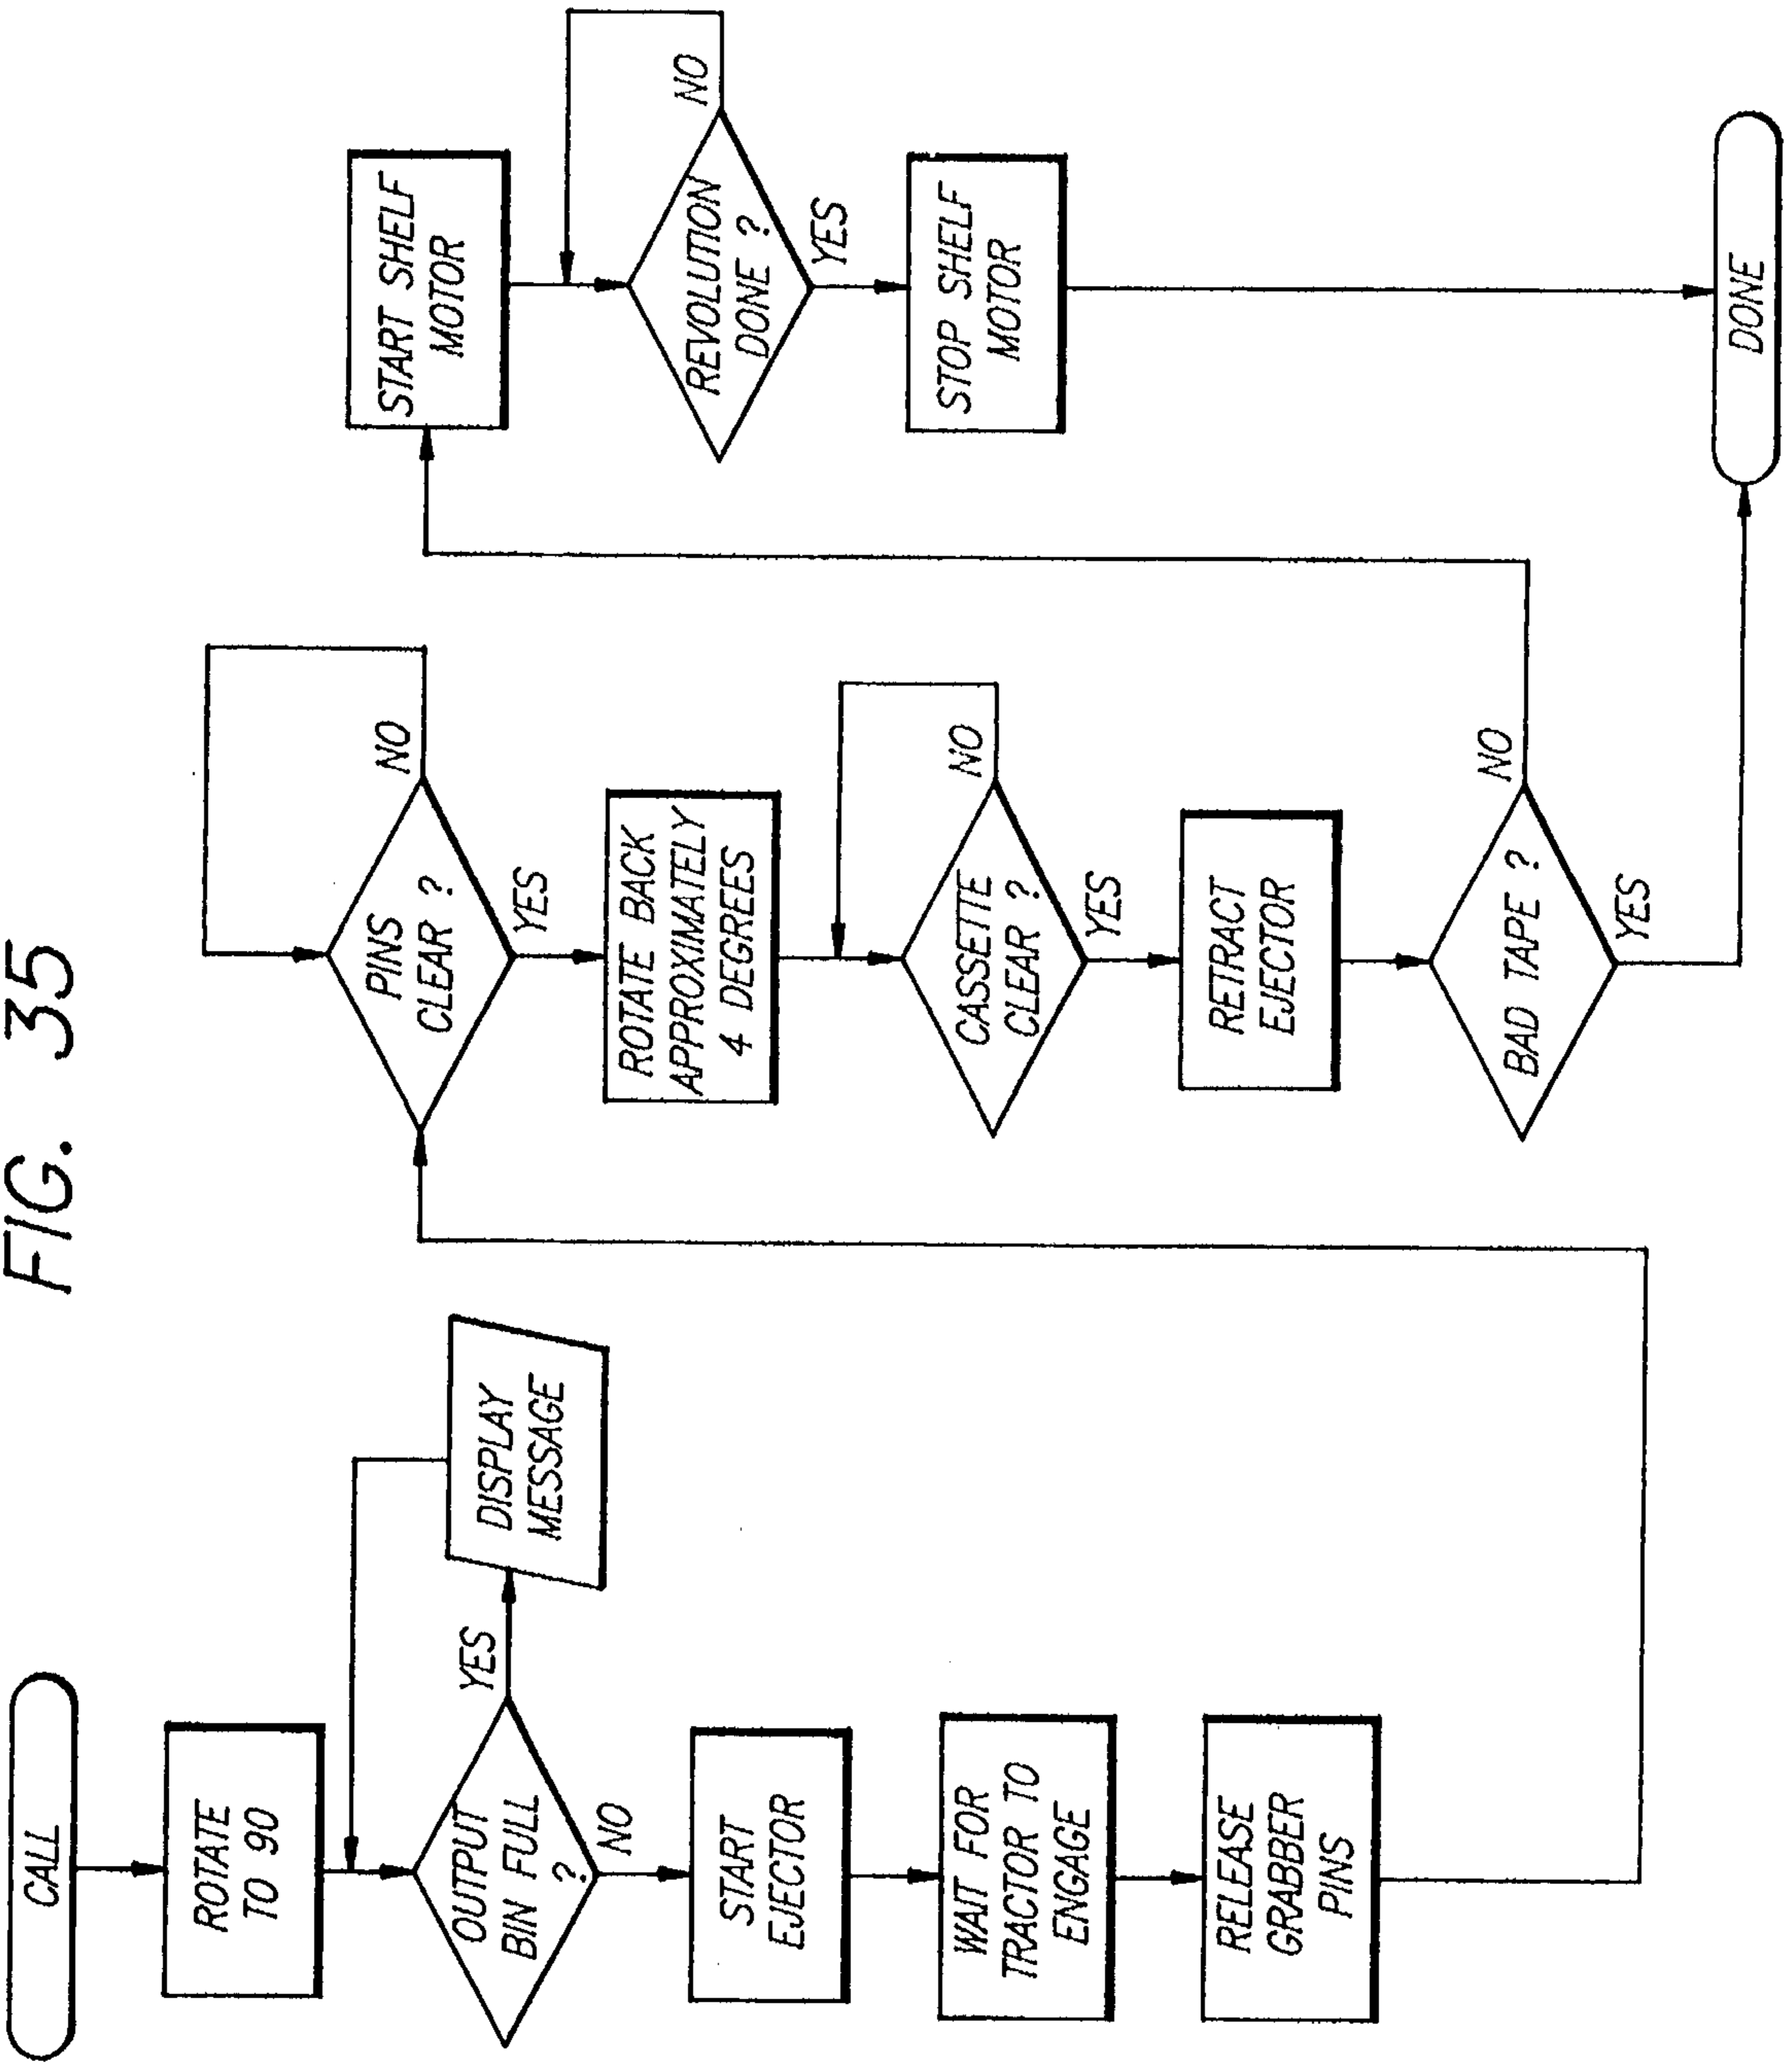 FIG. 35
CALL
ROTATE
TO 90
OUTPUT
BIN FULL
?
YES
DISPLAY
MESSAGE
NO
START
EJECTOR
WAIT FOR
TRACTOR TO
ENGAGE
RELEASE
GRABBER
PINS
PINS
CLEAR ?
NO
YES
ROTATE BACK
APPROXIMATELY
4 DEGREES
CASSETTE
CLEAR ?
NO
YES
RETRACT
EJECTOR
BAD TAPE ?
NO
YES
START SHELF
MOTOR
REVOLUTION
DONE ?
NO
YES
STOP SHELF
MOTOR
DONE